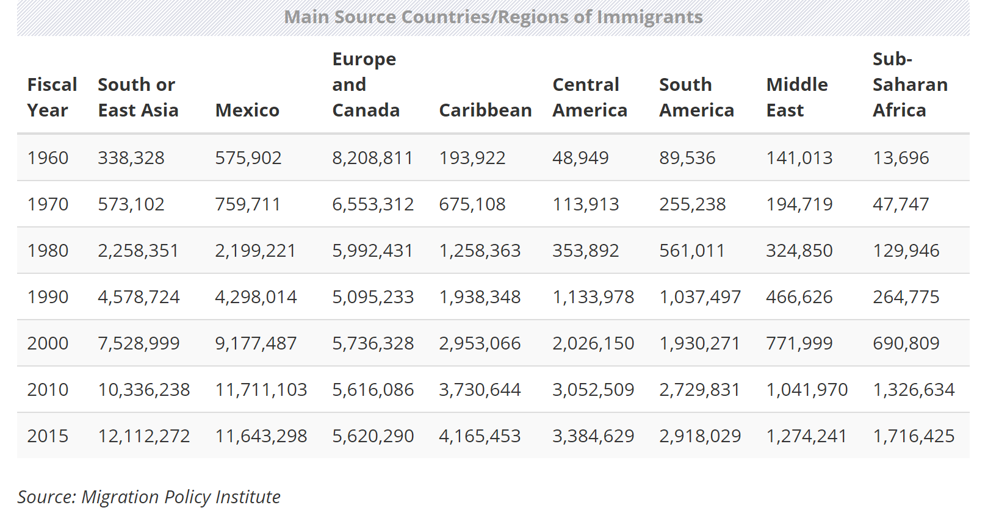 Main Source Countries/Regions of Immigrants
Fiscal Year South or East Asia Mexico Europe and Canada Caribbean Central America South America Middle East Sub-Saharan Africa
1960 338,328 575,902 8,208,811 193,922 48,949 89,536 141,013 13,696
1970 573,102 759,711 6,553,312 675,108 113,913 255,238 194,719 47,747
1980 2,258,351 2,199,221 5,992,431 1,258,363 353,892 561,011 324,850 129,946
1990 4,578,724 4,298,014 5,095,233 1,938,348 1,133,978 1,037,497 466,626 264,775
2000 7,528,999 9,177,487 5,736,328 2,953,066 2,026,150 1,930,271 771,999 690,809
2010 10,336,238 11,711,103 5,616,086 3,730,644 3,052,509 2,729,831 1,041,970 1,326,634
2015 12,112,272 11,643,298 5,620,290 4,165,453 3,384,629 2,918,029 1,274,241 1,716,425
Source: Migration Policy Institute